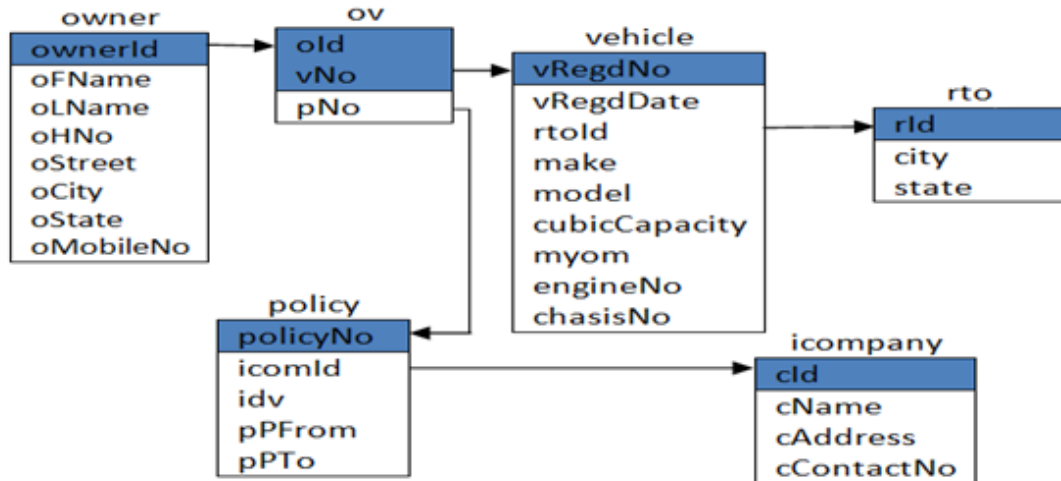 owner
ownerId
oFName
oLName
oHNo
oStreet
oCity
oState
oMobileNo
ov
oId
vNo
pNo
vehicle
vRegdNo
vRegdDate
rtoId
make
model
cubicCapacity
myom
engineNo
chasisNo
rto
rId
city
state
policy
policyNo
icomId
idv
pPFrom
pPTo
icompany
cId
cName
cAddress
cContactNo